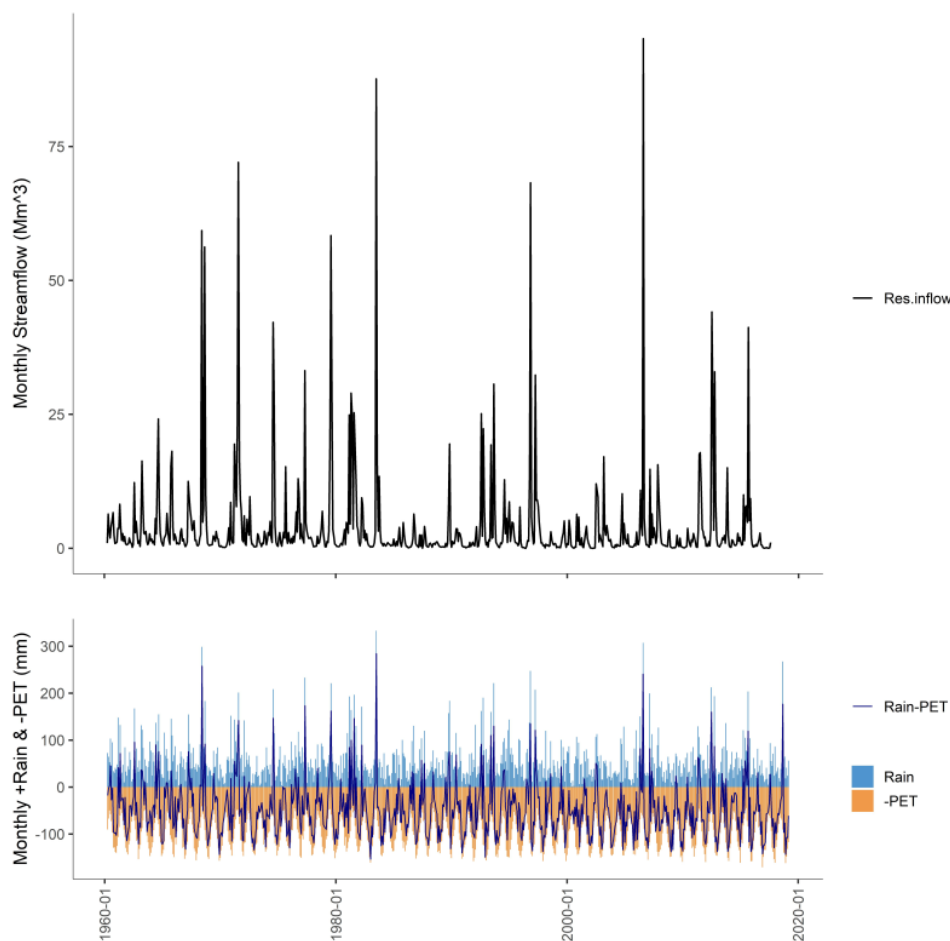 Monthly Streamflow (Mm^3)
75
50
25
0
Res.inflow
Monthly +Rain & -PET (mm)
300
200
100
0
-100
Rain-PET
Rain
-PET
1960-01
1980-01
2000-01
2020-01